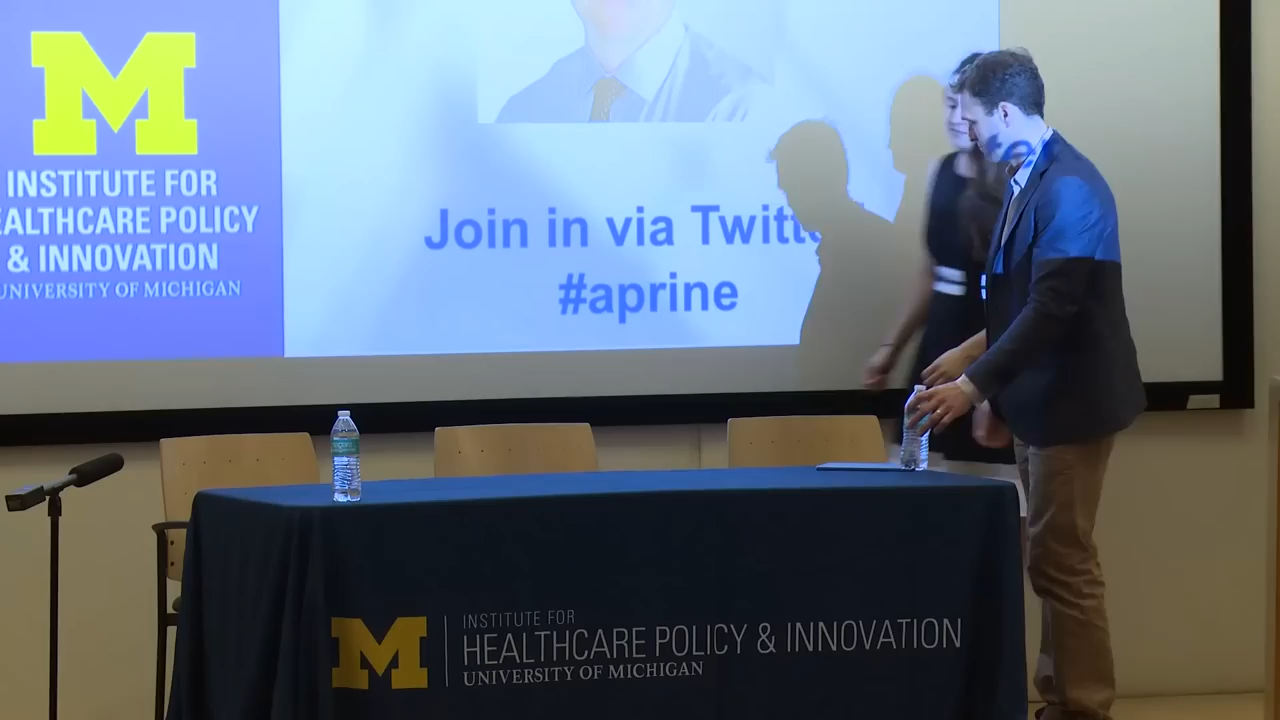 M
INSTITUTE FOR
EALTHCARE POLICY
& INNOVATION
UNIVERSITY OF MICHIGAN
Join in via Twitt
#aprine
M
INSTITUTE FOR
HEALTHCARE POLICY & INNOVATION
UNIVERSITY OF MICHIGAN